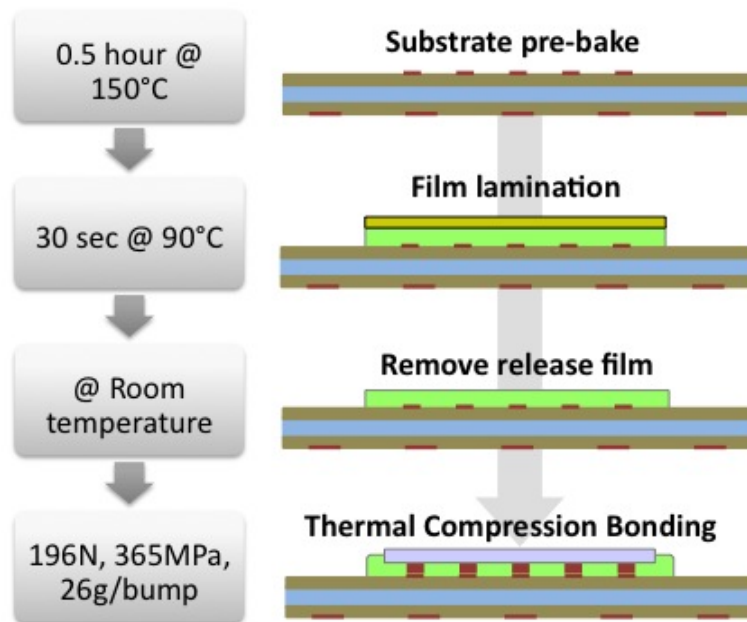 0.5 hour @
150°C
Substrate pre-bake
30 sec @ 90°C
Film lamination
@ Room
temperature
Remove release film
196N, 365MPa,
26g/bump
Thermal Compression Bonding